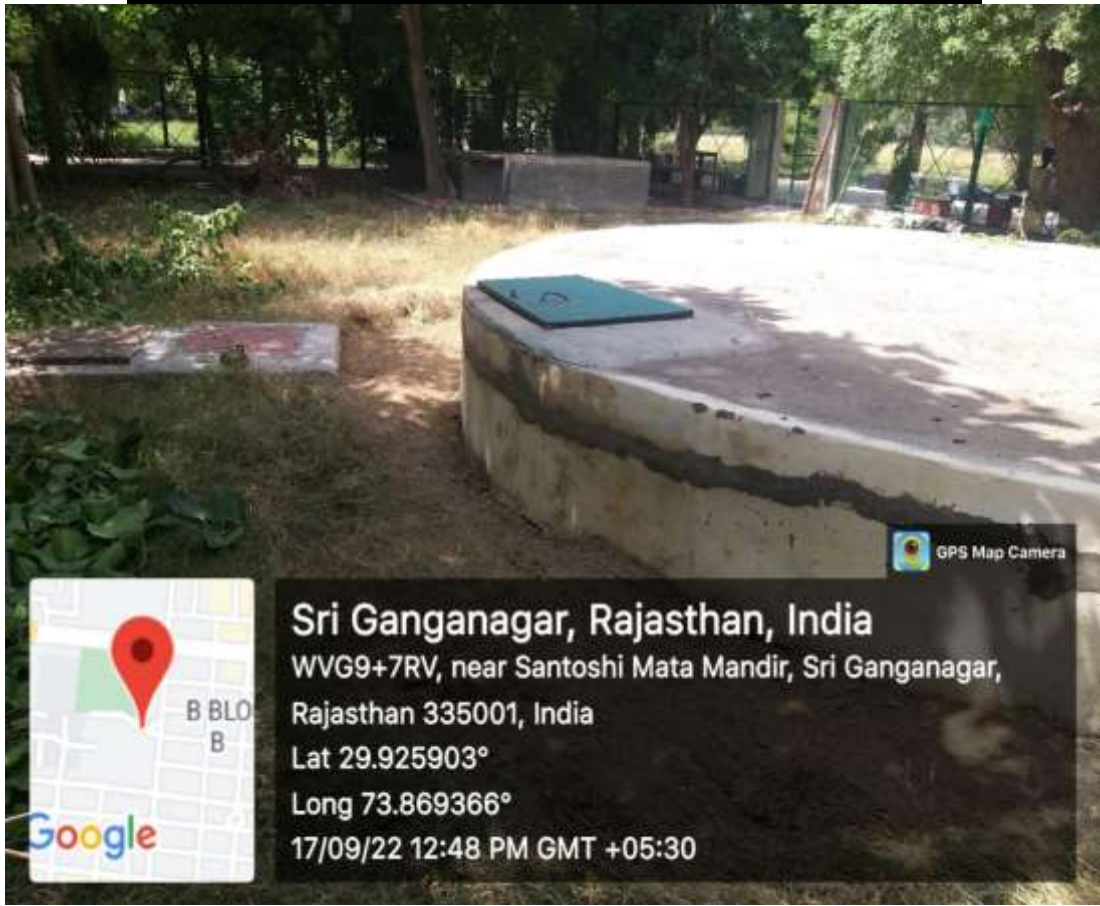 GPS Map Camera
Sri Ganganagar, Rajasthan, India
WVG9+7RV, near Santoshi Mata Mandir, Sri Ganganagar,
Rajasthan 335001, India
Lat 29.925903°
Long 73.869366°
17/09/22 12:48 PM GMT +05:30
B BLO
B
Google